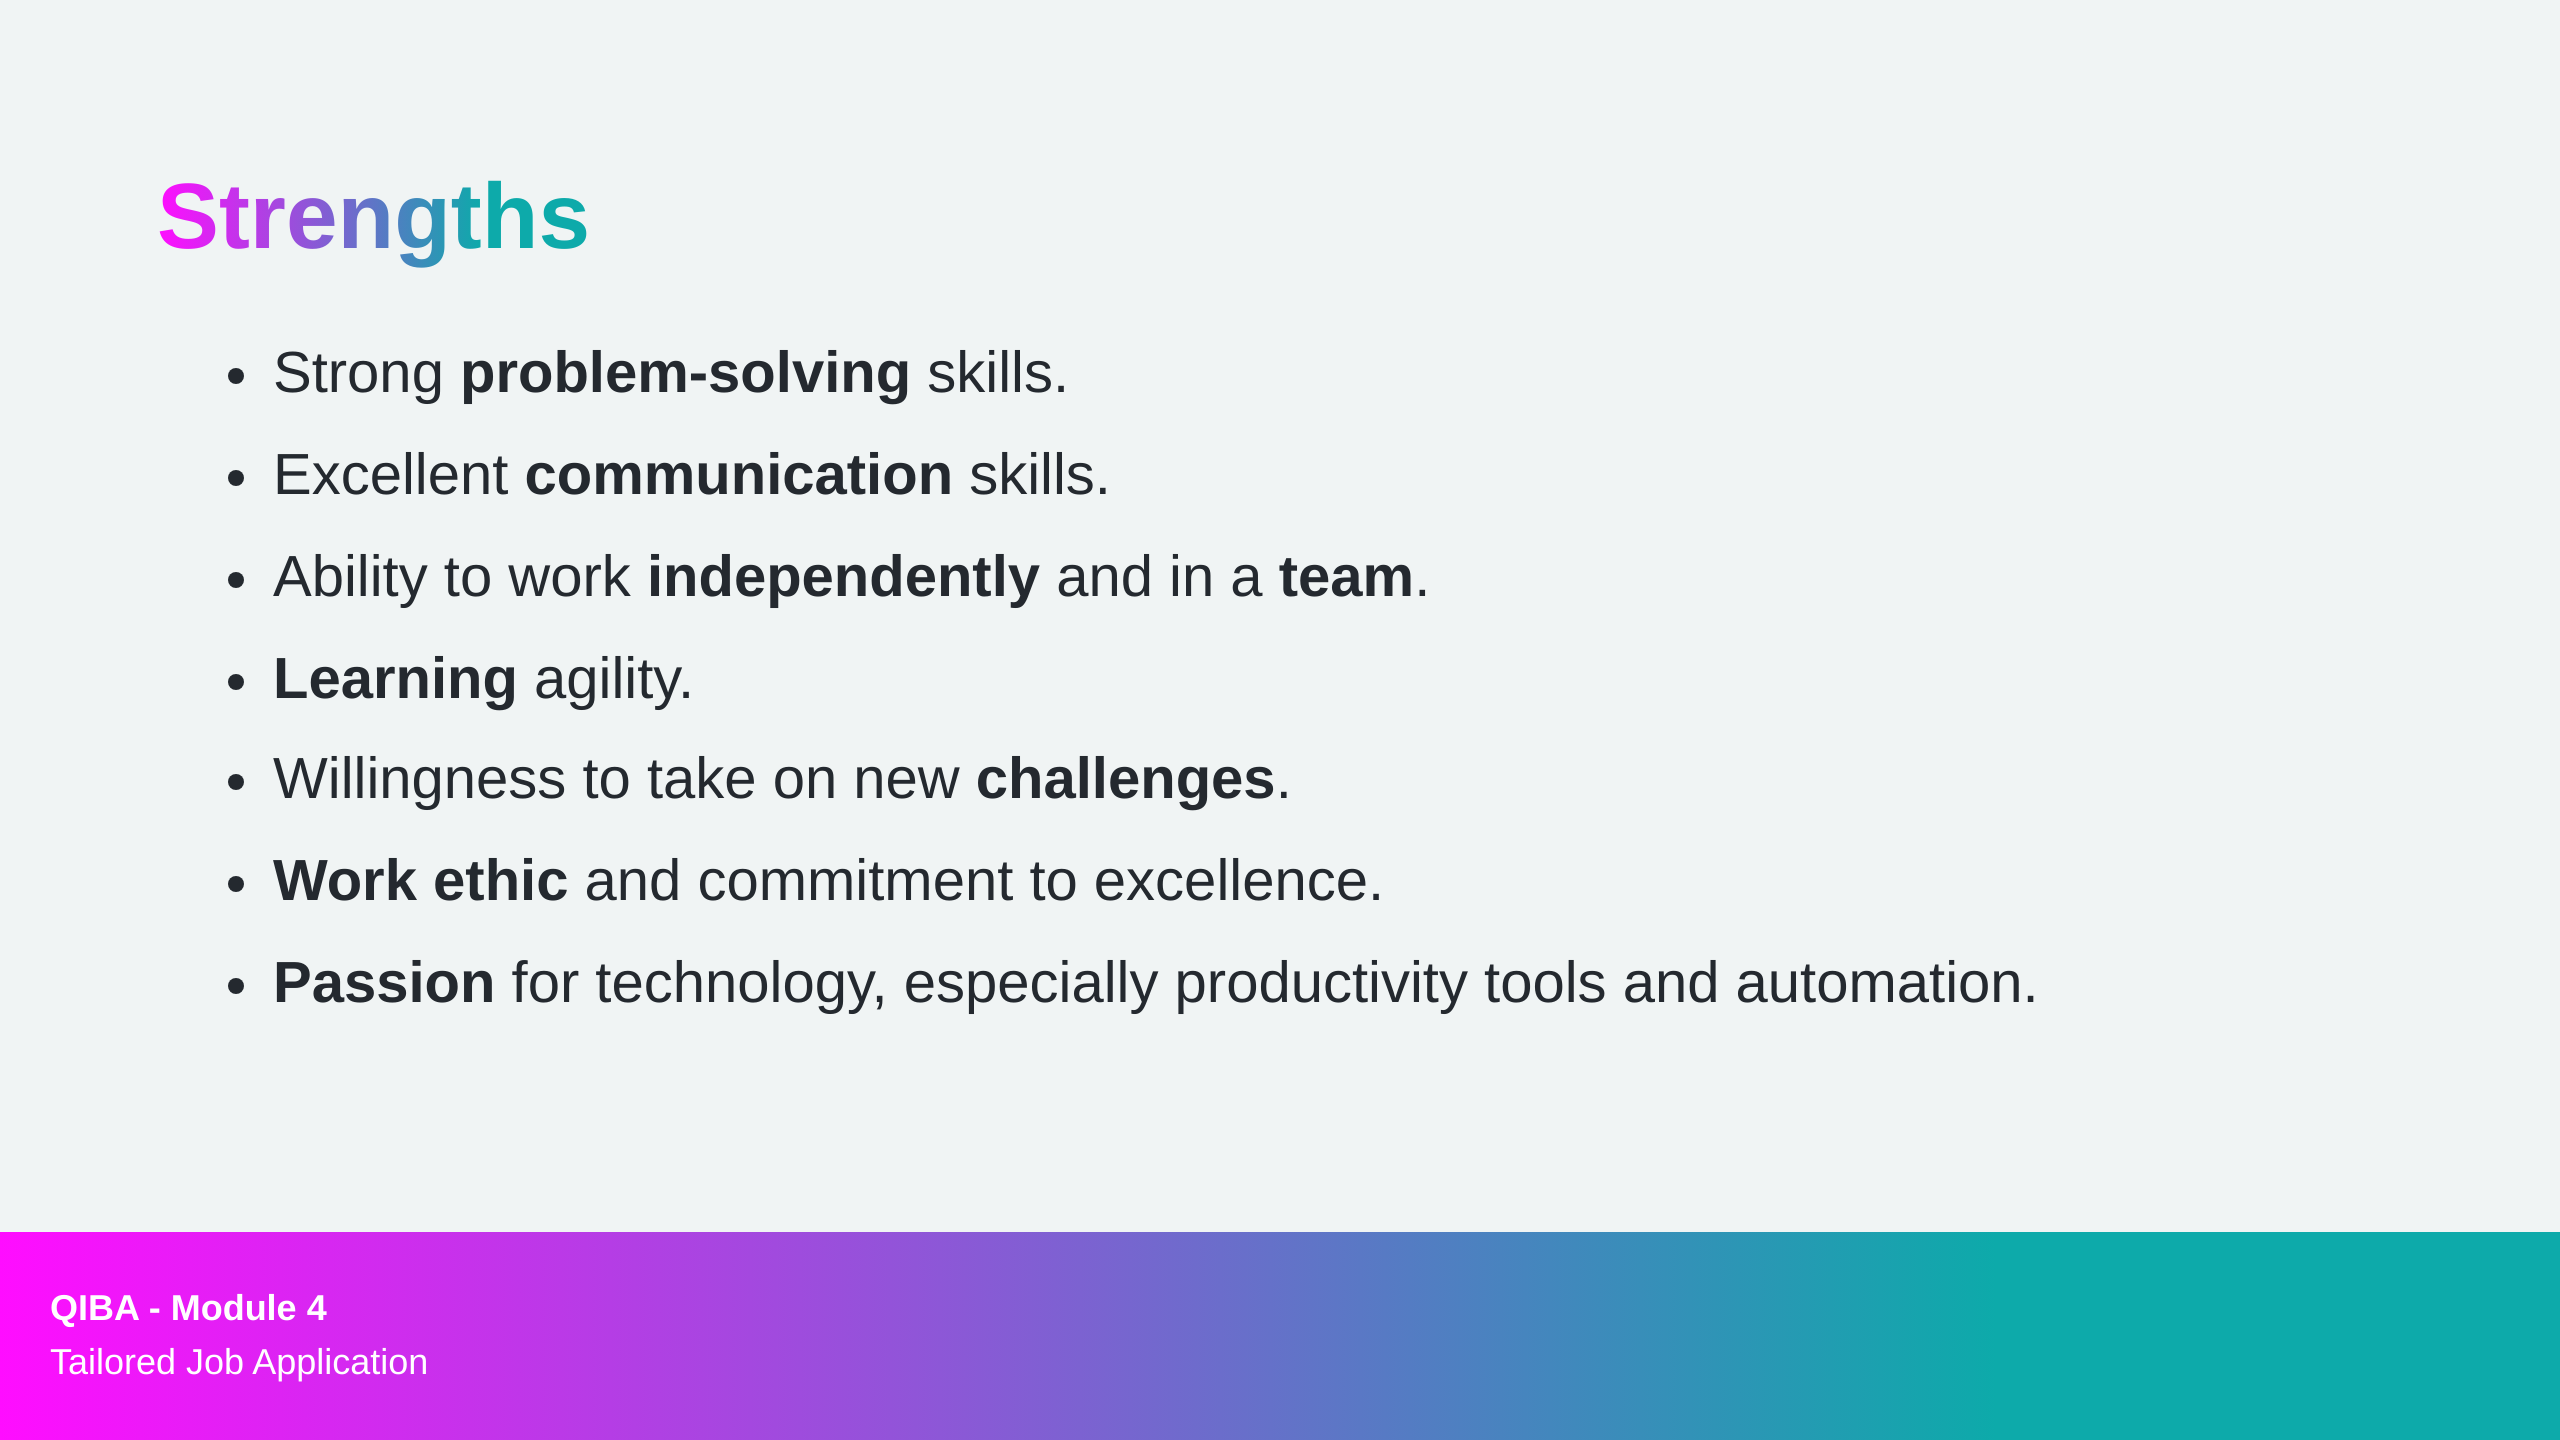 Strengths
• Strong problem-solving skills.
• Excellent communication skills.
• Ability to work independently and in a team.
• Learning agility.
• Willingness to take on new challenges.
• Work ethic and commitment to excellence.
• Passion for technology, especially productivity tools and automation.
QIBA - Module 4
Tailored Job Application